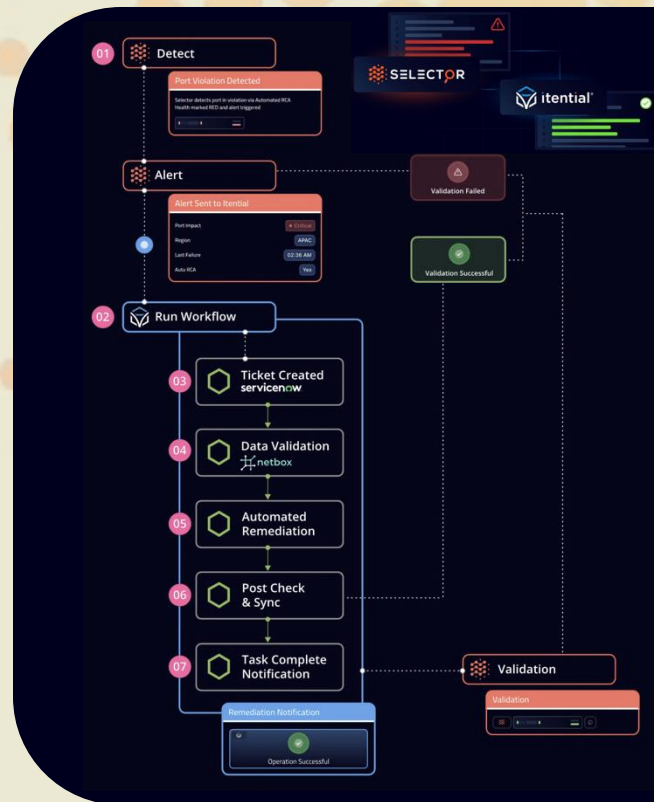 01
Detect
Port Violation Detected
Selector detects port in violation via Automated RCA
Health marked RED and alert triggered
SELECTOR
itential®
Alert
Alert Sent to Itential
Port Impact
Critical
Region
APAC
Last Failure
02:36 AM
Auto RCA
Yes
Validation Failed
Validation Successful
02
Run Workflow
03
Ticket Created
servicenow
04
Data Validation
netbox
05
Automated
Remediation
06
Post Check
& Sync
07
Task Complete
Notification
Remediation Notification
Operation Successful
Validation
Validation